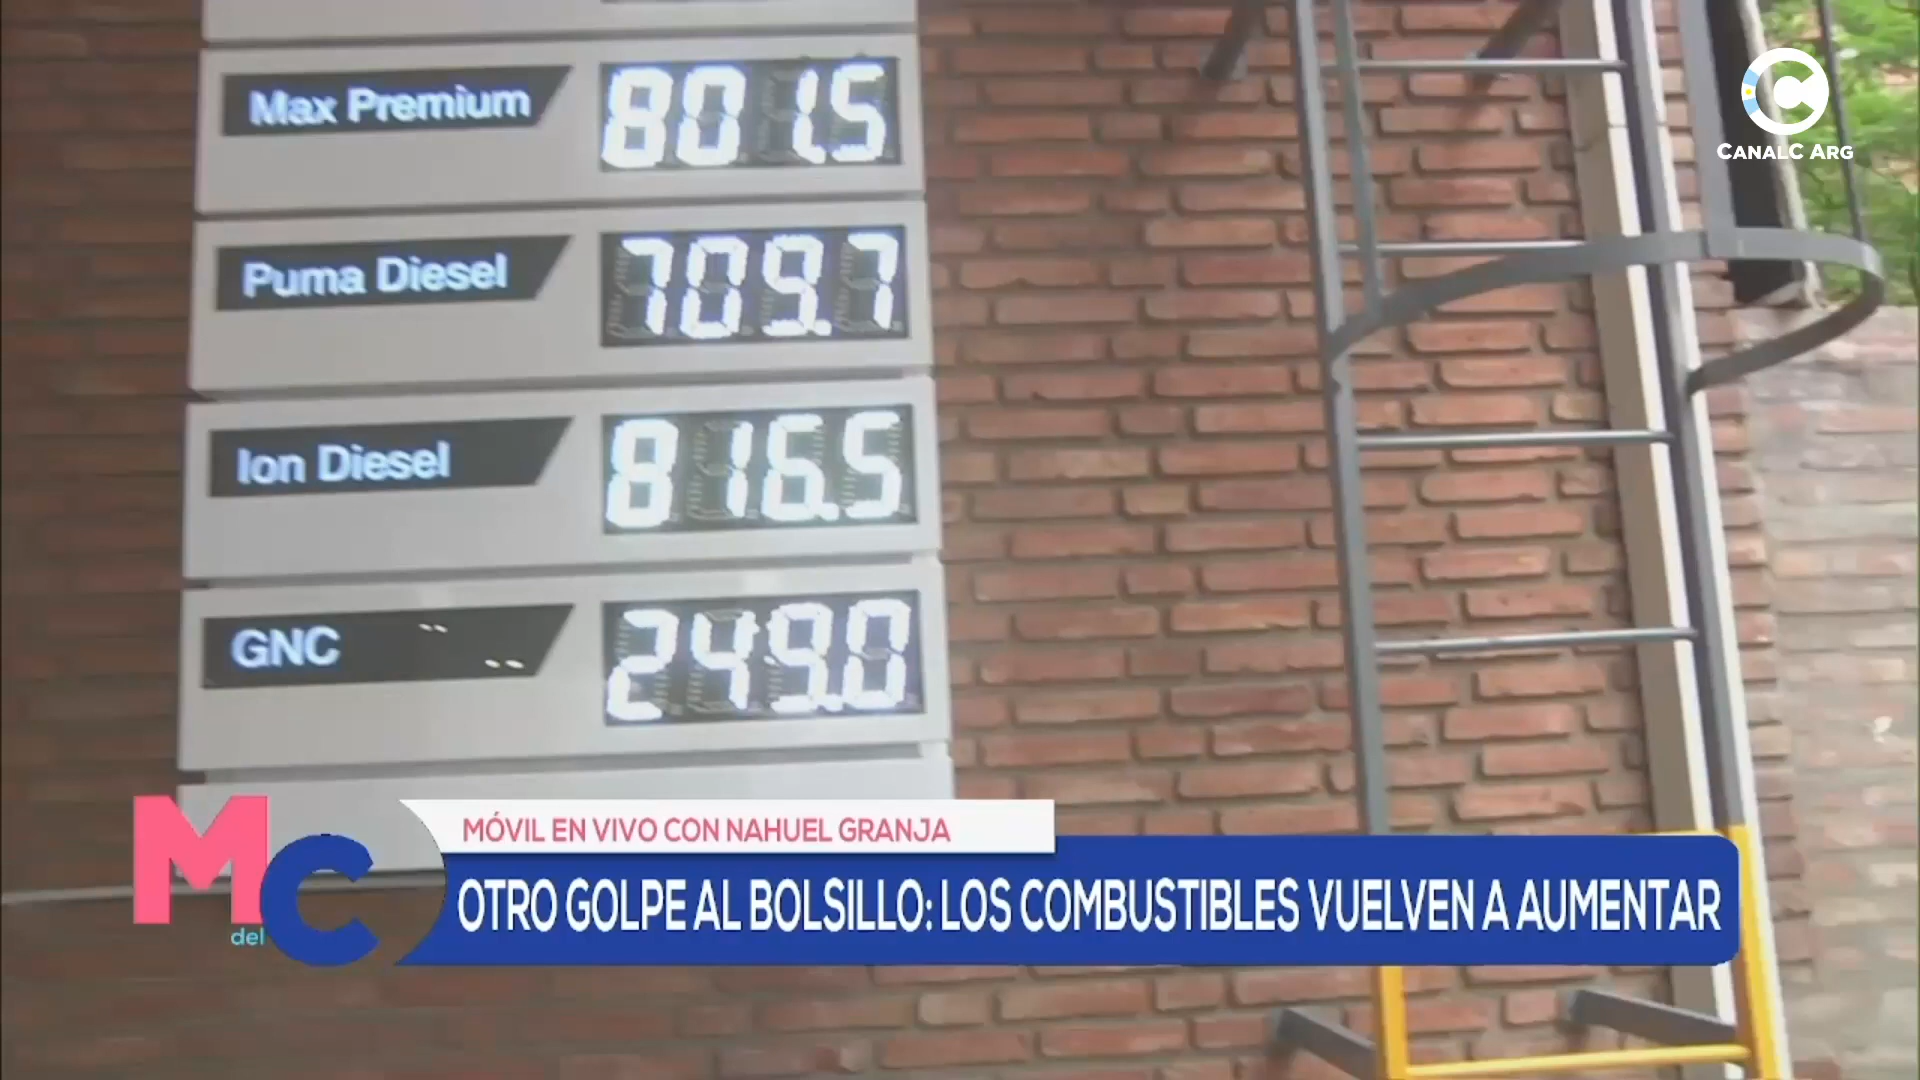 CANALC ARG
Max Premium 801.5
Puma Diesel 709.7
Ion Diesel 816.5
GNC 249.0
M del C
MÓVIL EN VIVO CON NAHUEL GRANJA
OTRO GOLPE AL BOLSILLO: LOS COMBUSTIBLES VUELVEN A AUMENTAR